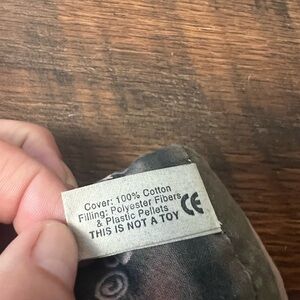 Cover: 100% Cotton
Filling: Polyester Fibers
& Plastic Pellets
THIS IS NOT A TOY
CE